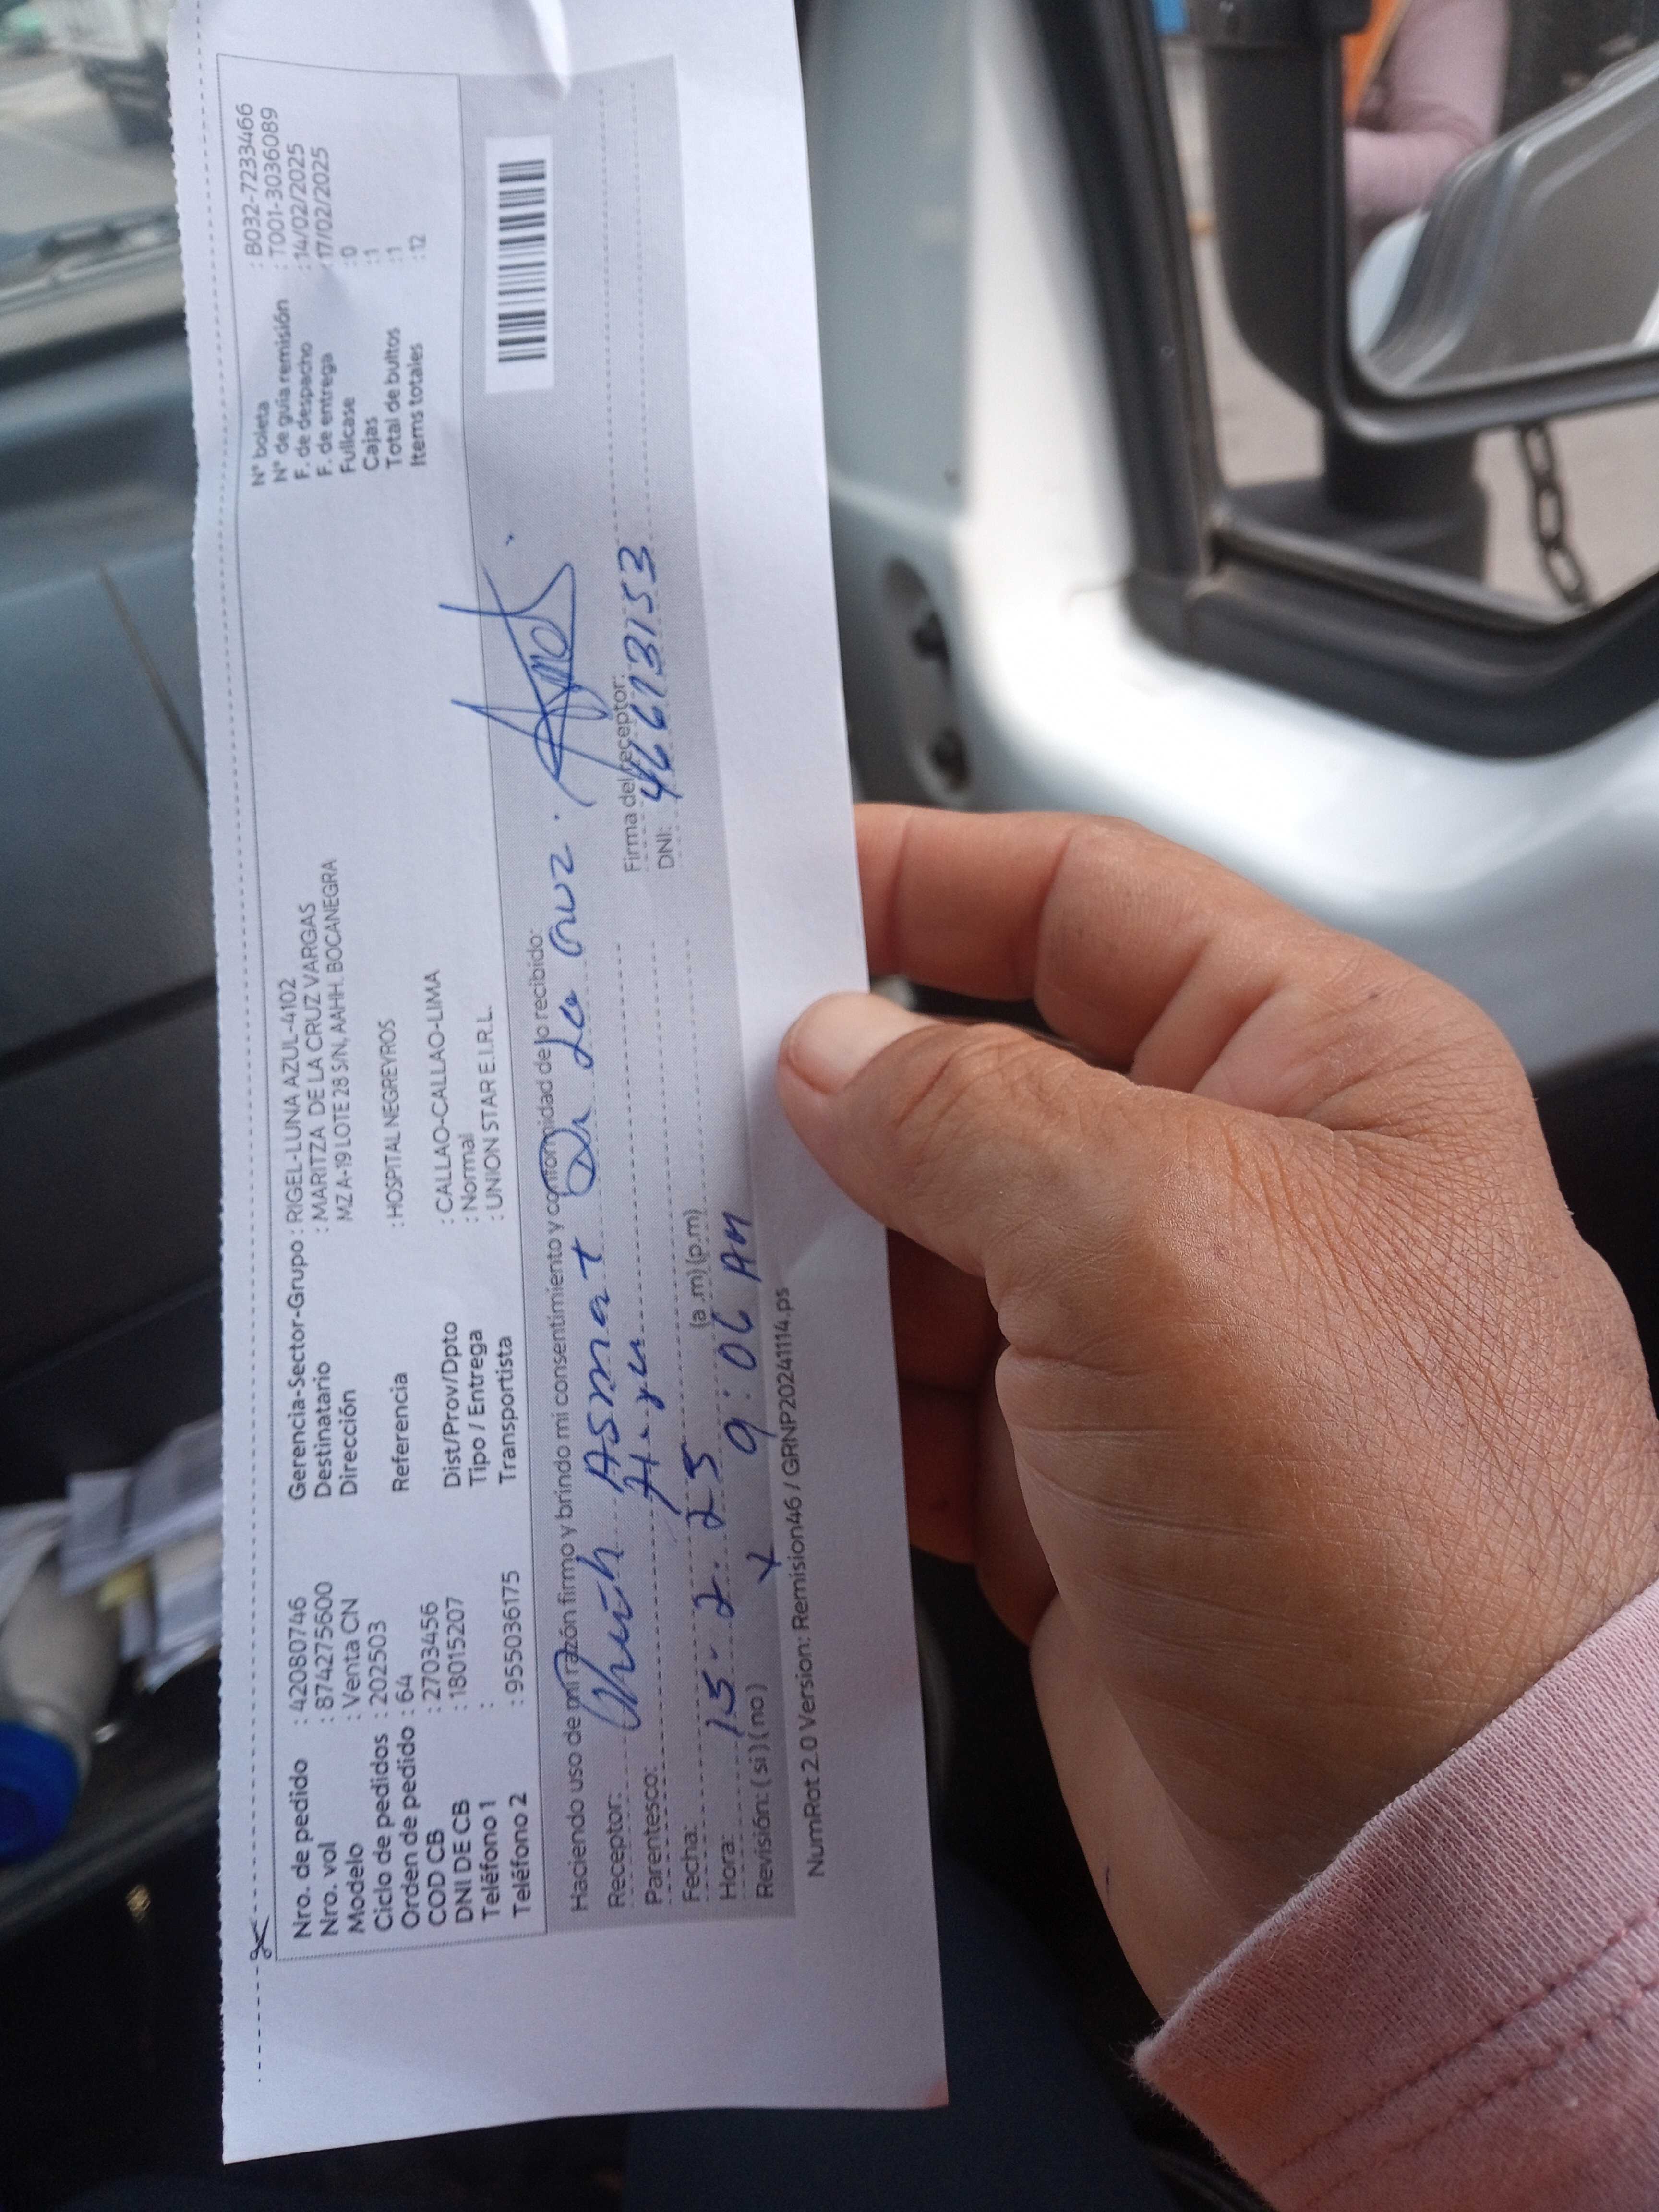 Nro. de pedido : 42080746
Nro. vol : 874275600
Modelo : Venta CN
Ciclo de pedidos : 202503
Orden de pedido : 64
COD CB : 2703456
DNI DE CB : 18015207
Teléfono 1 :
Teléfono 2 : 955036175
Gerencia-Sector-Grupo : RIGEL-LUNA AZUL-4102
Destinatario : MARITZA DE LA CRUZ VARGAS
Dirección MZ A-19 LOTE 28 S/N, AAHH. BOCANEGRA
Referencia : HOSPITAL NEGREYROS
Dist/Prov/Dpto : CALLAO-CALLAO-LIMA
Tipo / Entrega : Normal
Transportista : UNION STAR E.I.R.L.
N° boleta : B032-7233466
N° de guía remisión : T001-3036089
F. de despacho : 14/02/2025
F. de entrega : 17/02/2025
Fullcase : 0
Cajas : 1
Total de bultos : 1
Items totales : 12
Haciendo uso de mi razón firmo y brindo mi consentimiento y conformidad de lo recibido:
Receptor: Asmat De La Cruz.
Parentesco:
Fecha: 15-2-25
Hora: 9:06 AM (a.m) (p.m)
Revisión: ( si ) ( no )
Firma del receptor:
DNI: 46673153
NumRot 2.0 Version: Remision46 / GRNP20241114.ps